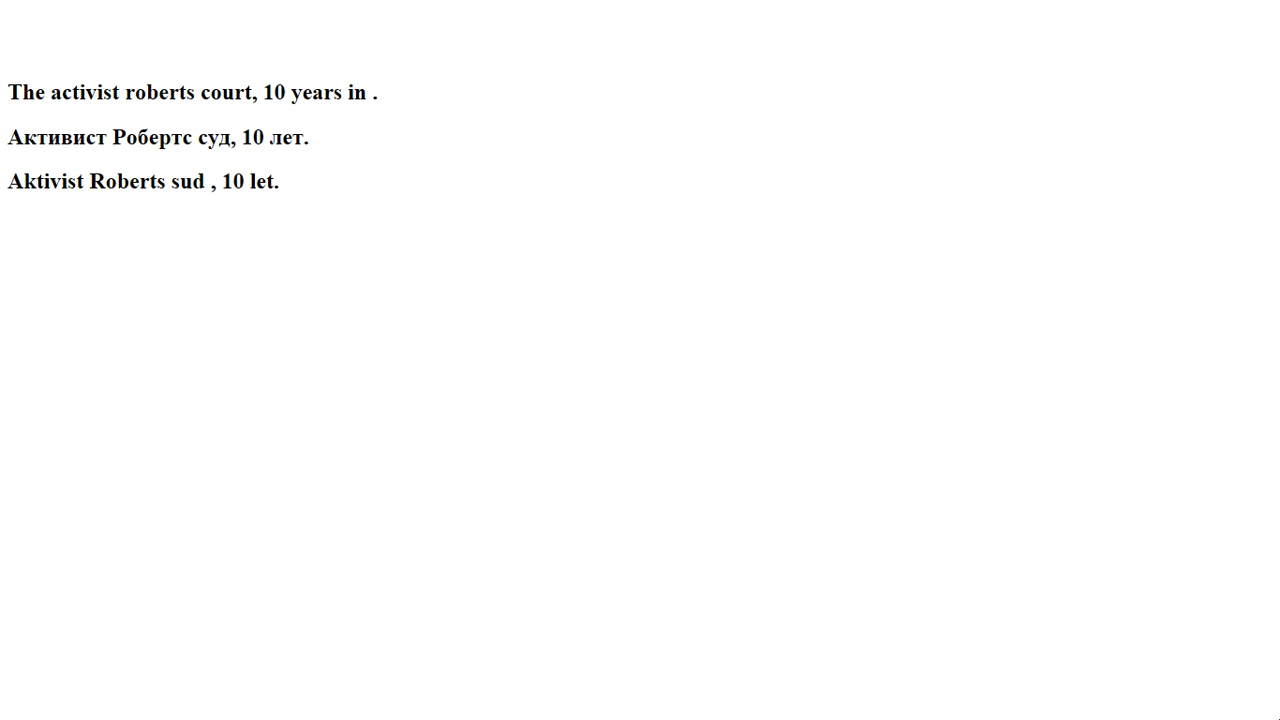 The activist roberts court, 10 years in .
Активист Робертс суд, 10 лет.
Aktivist Roberts sud , 10 let.